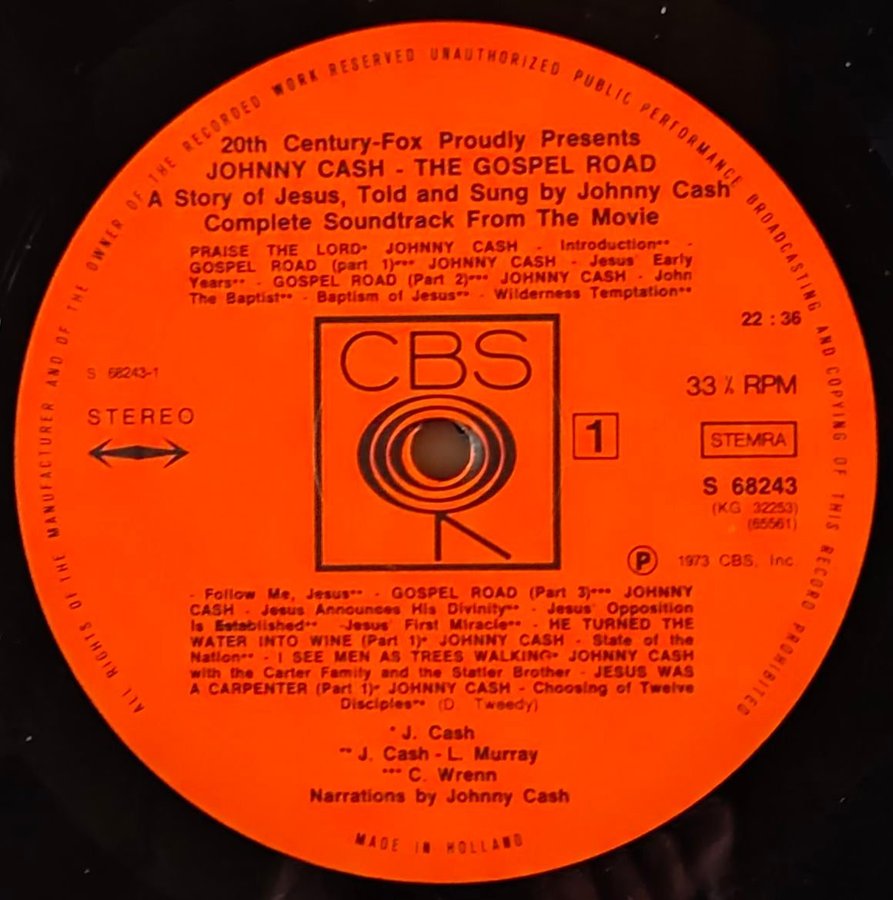 ALL RIGHTS OF THE MANUFACTURER AND OF THE OWNER OF THE RECORDED WORK RESERVED UNAUTHORIZED PUBLIC PERFORMANCE BROADCASTING AND COPYING OF THIS RECORD PROHIBITED
20th Century-Fox Proudly Presents
JOHNNY CASH - THE GOSPEL ROAD
A Story of Jesus, Told and Sung by Johnny Cash
Complete Soundtrack From The Movie
PRAISE THE LORD* JOHNNY CASH - Introduction** -
GOSPEL ROAD (part 1)*** JOHNNY CASH - Jesus' Early
Years** - GOSPEL ROAD (Part 2)*** JOHNNY CASH - John
The Baptist** - Baptism of Jesus** - Wilderness Temptation**
22 : 36
S 68243-1
STEREO
CBS
33 ⅓ RPM
1
STEMRA
S 68243
(KG 32253)
(65561)
Ⓟ 1973 CBS, Inc.
- Follow Me, Jesus** - GOSPEL ROAD (Part 3)*** JOHNNY
CASH - Jesus Announces His Divinity** - Jesus' Opposition
Is Established** -Jesus' First Miracle** - HE TURNED THE
WATER INTO WINE (Part 1)* JOHNNY CASH - State of the
Nation** - I SEE MEN AS TREES WALKING* JOHNNY CASH
with the Carter Family and the Statler Brother - JESUS WAS
A CARPENTER (Part 1)* JOHNNY CASH - Choosing of Twelve
Disciples** (D. Tweedy)
* J. Cash
** J. Cash - L. Murray
*** C. Wrenn
Narrations by Johnny Cash
MADE IN HOLLAND